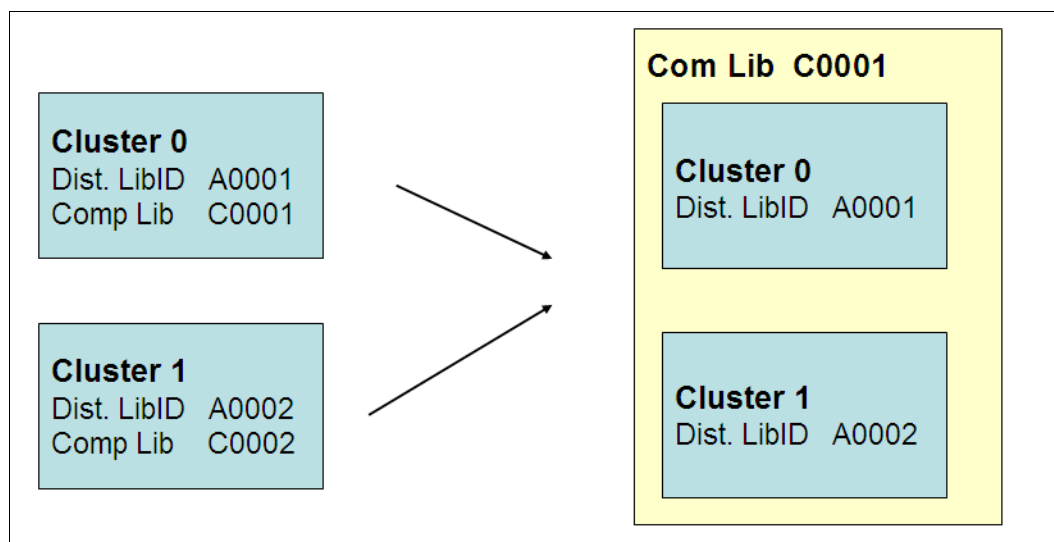 Cluster 0
Dist. LibID A0001
Comp Lib C0001
Cluster 1
Dist. LibID A0002
Comp Lib C0002
Com Lib C0001
Cluster 0
Dist. LibID A0001
Cluster 1
Dist. LibID A0002